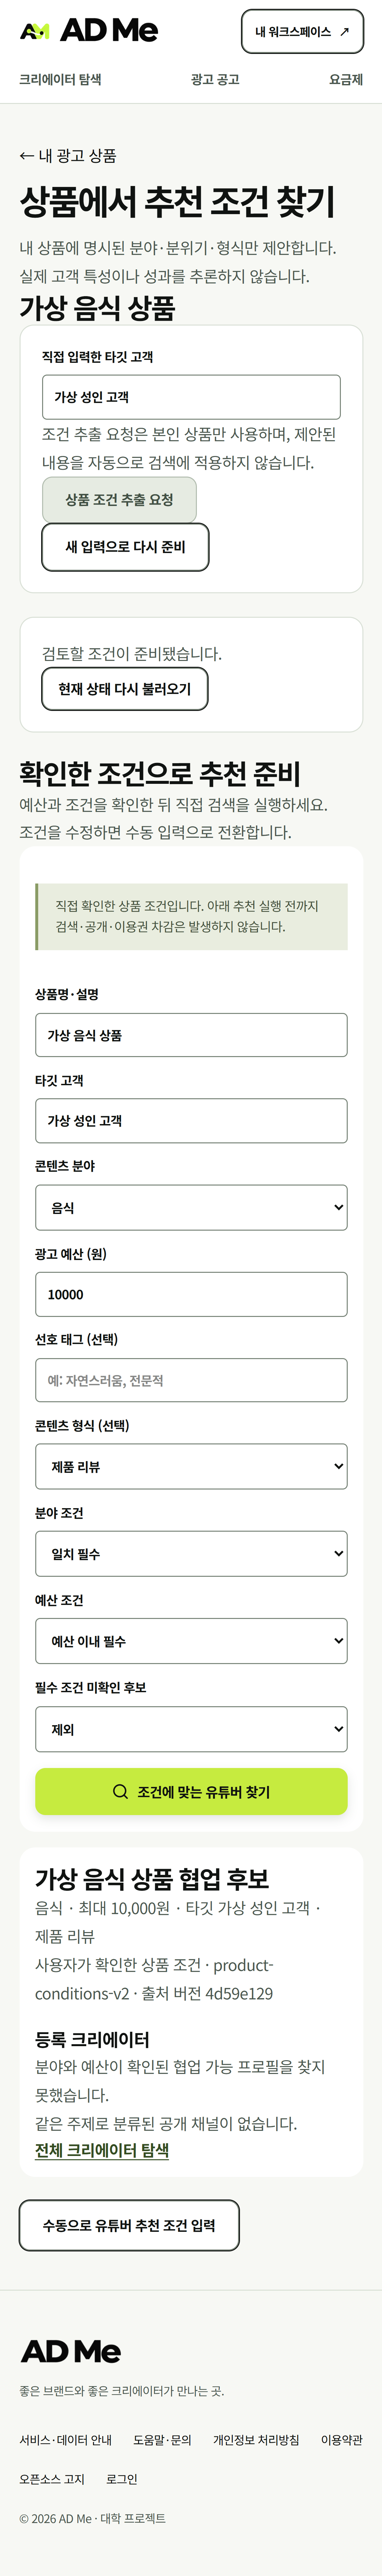 AD Me
내 워크스페이스 ↗
크리에이터 탐색 광고 공고 요금제
← 내 광고 상품
상품에서 추천 조건 찾기
내 상품에 명시된 분야·분위기·형식만 제안합니다.
실제 고객 특성이나 성과를 추론하지 않습니다.
가상 음식 상품
직접 입력한 타깃 고객
가상 성인 고객
조건 추출 요청은 본인 상품만 사용하며, 제안된
내용을 자동으로 검색에 적용하지 않습니다.
상품 조건 추출 요청
새 입력으로 다시 준비
검토할 조건이 준비됐습니다.
현재 상태 다시 불러오기
확인한 조건으로 추천 준비
예산과 조건을 확인한 뒤 직접 검색을 실행하세요.
조건을 수정하면 수동 입력으로 전환합니다.
직접 확인한 상품 조건입니다. 아래 추천 실행 전까지
검색·공개·이용권 차감은 발생하지 않습니다.
상품명·설명
가상 음식 상품
타깃 고객
가상 성인 고객
콘텐츠 분야
음식
광고 예산 (원)
10000
선호 태그 (선택)
예: 자연스러움, 전문적
콘텐츠 형식 (선택)
제품 리뷰
분야 조건
일치 필수
예산 조건
예산 이내 필수
필수 조건 미확인 후보
제외
조건에 맞는 유튜버 찾기
가상 음식 상품 협업 후보
음식 · 최대 10,000원 · 타깃 가상 성인 고객 ·
제품 리뷰
사용자가 확인한 상품 조건 · product-
conditions-v2 · 출처 버전 4d59e129
등록 크리에이터
분야와 예산이 확인된 협업 가능 프로필을 찾지
못했습니다.
같은 주제로 분류된 공개 채널이 없습니다.
전체 크리에이터 탐색
수동으로 유튜버 추천 조건 입력
AD Me
좋은 브랜드와 좋은 크리에이터가 만나는 곳.
서비스·데이터 안내 도움말·문의 개인정보 처리방침 이용약관
오픈소스 고지 로그인
© 2026 AD Me · 대학 프로젝트